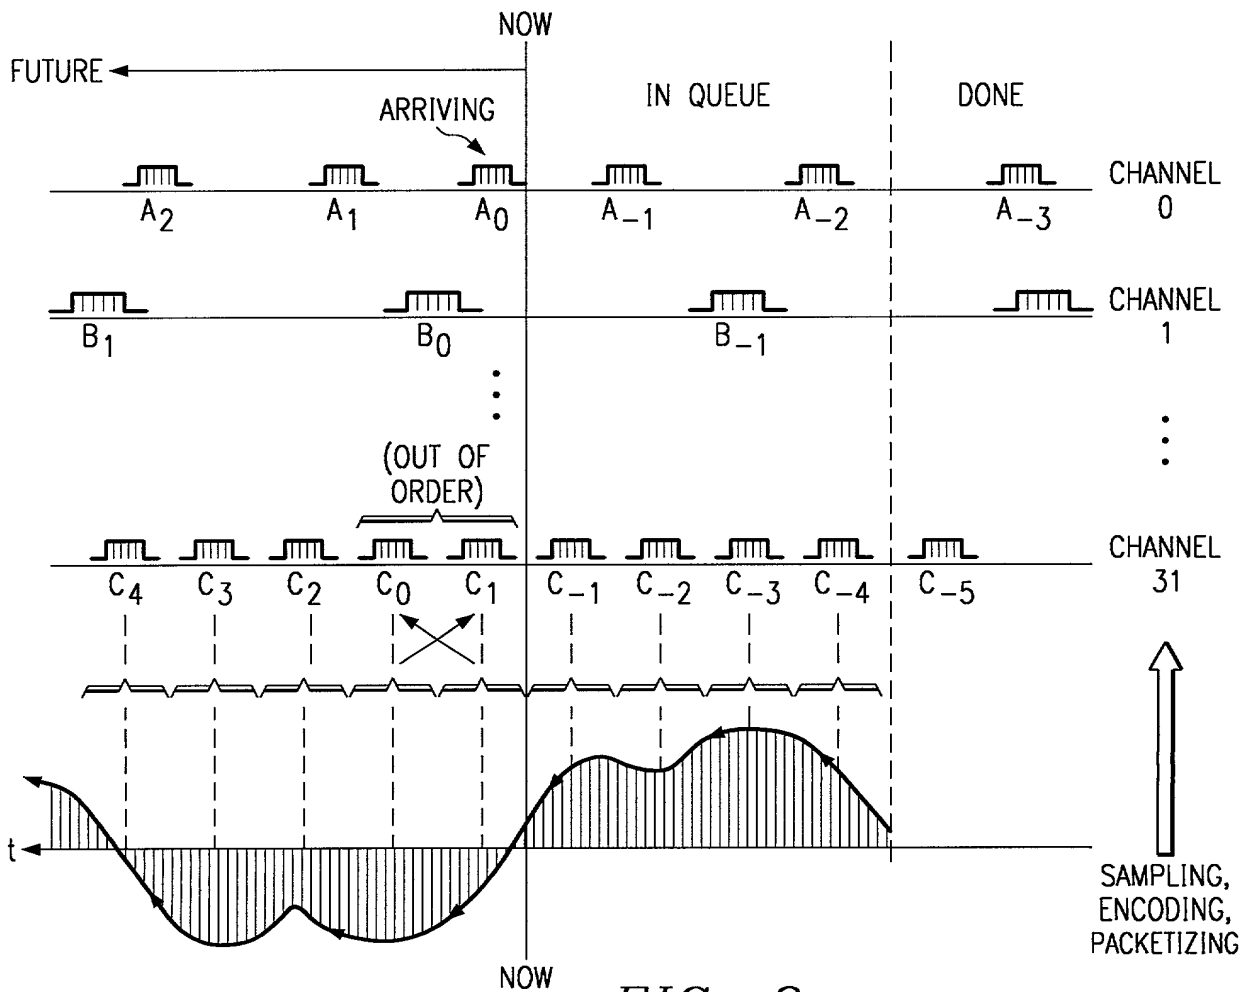 NOW
FUTURE
IN QUEUE
DONE
ARRIVING
CHANNEL
0
A2
A1
A0
A-1
A-2
A-3
CHANNEL
1
B1
B0
B-1
(OUT OF
ORDER)
CHANNEL
31
C4
C3
C2
C0
C1
C-1
C-2
C-3
C-4
C-5
t
SAMPLING,
ENCODING,
PACKETIZING
NOW